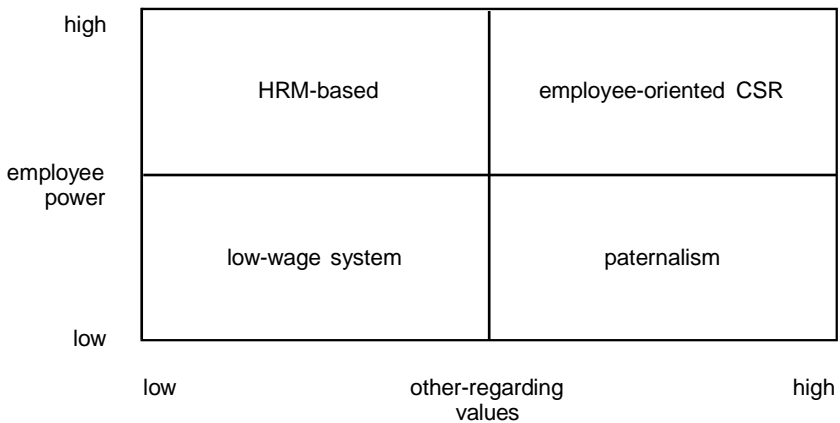 high
HRM-based
employee-oriented CSR
employee
power
low-wage system
paternalism
low
low
other-regarding
values
high